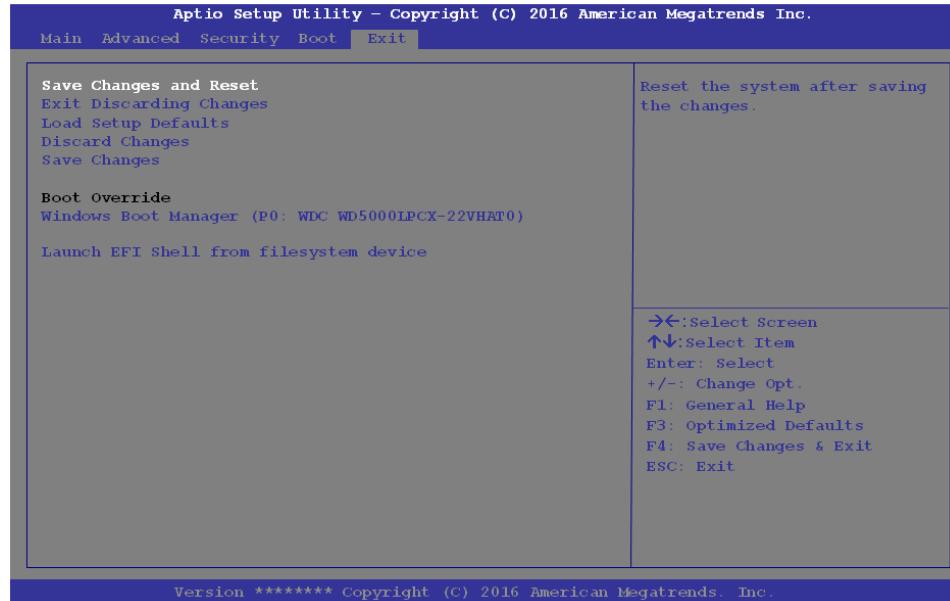 Aptio Setup Utility – Copyright (C) 2016 American Megatrends Inc.
Main Advanced Security Boot Exit
Save Changes and Reset
Exit Discarding Changes
Load Setup Defaults
Discard Changes
Save Changes
Boot Override
Windows Boot Manager (P0: WDC WD5000LPCX-22VHAT0)
Launch EFI Shell from filesystem device
Reset the system after saving
the changes.
→←:Select Screen
↑↓:Select Item
Enter: Select
+/-: Change Opt.
F1: General Help
F3: Optimized Defaults
F4: Save Changes & Exit
ESC: Exit
Version ******** Copyright (C) 2016 American Megatrends. Inc.